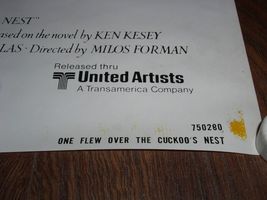 NEST"
ased on the novel by KEN KESEY
LAS · Directed by MILOS FORMAN
Released thru
United Artists
A Transamerica Company
750280
ONE FLEW OVER THE CUCKOO'S NEST